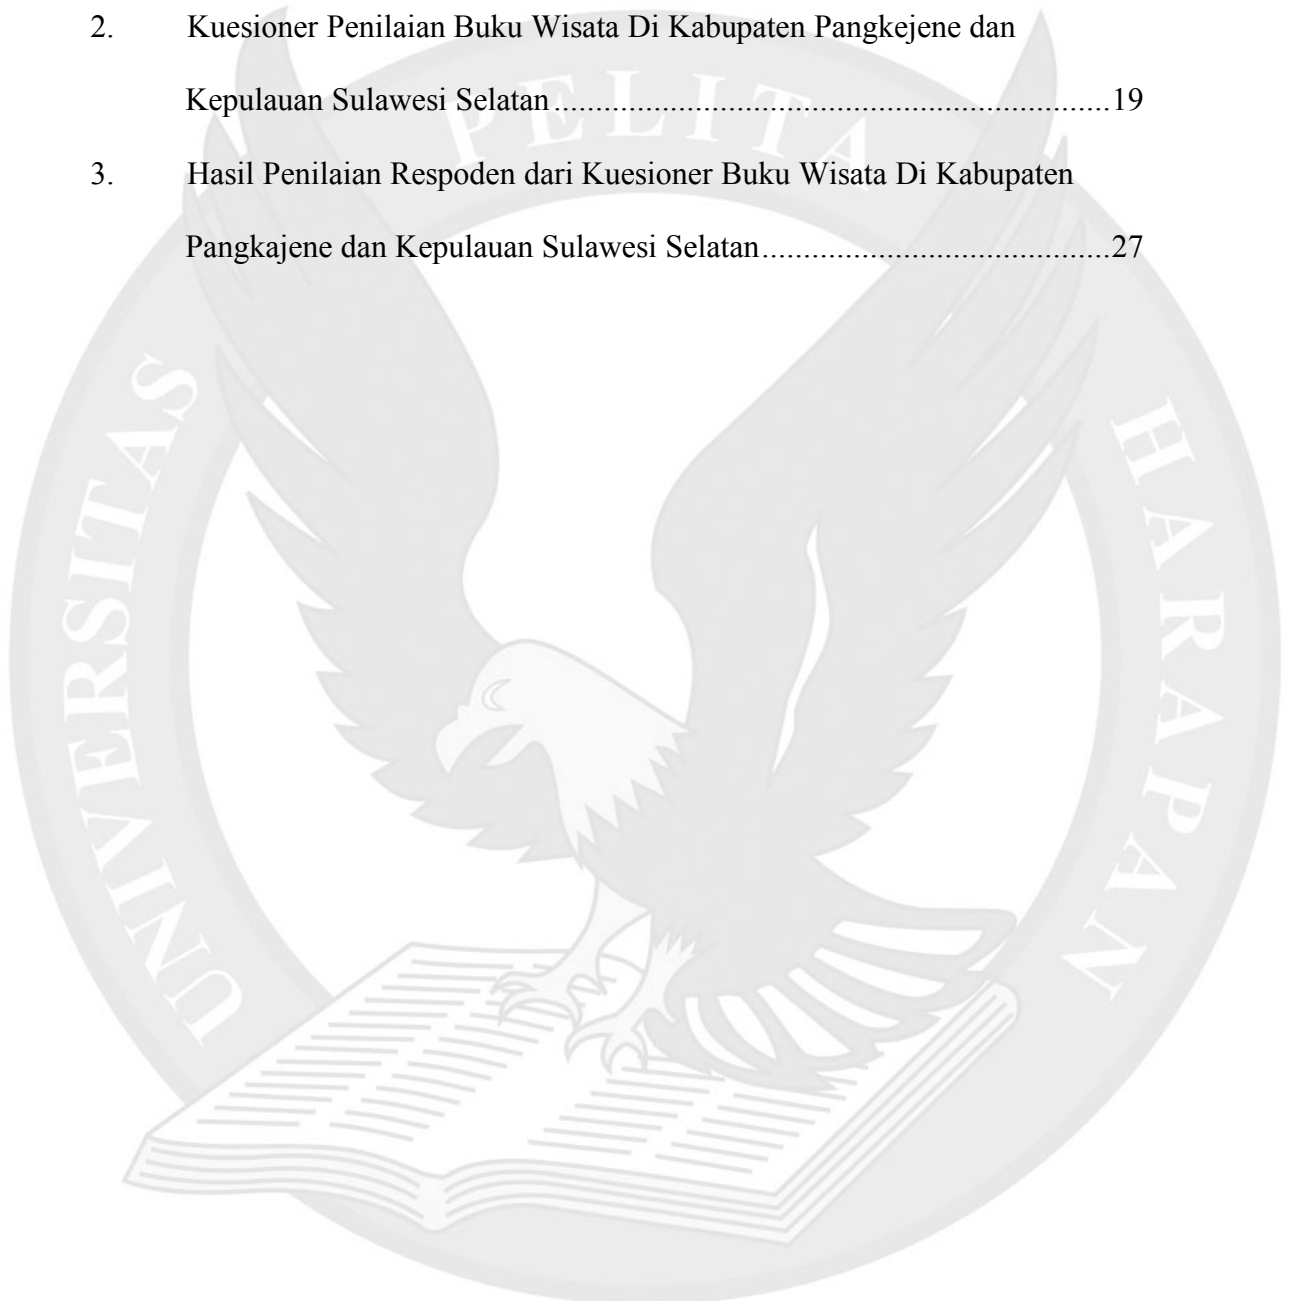 2. Kuesioner Penilaian Buku Wisata Di Kabupaten Pangkejene dan
Kepulauan Sulawesi Selatan....................................................................19
3. Hasil Penilaian Respoden dari Kuesioner Buku Wisata Di Kabupaten
Pangkajene dan Kepulauan Sulawesi Selatan..........................................27
UNIVERSITAS PELITA HARAPAN